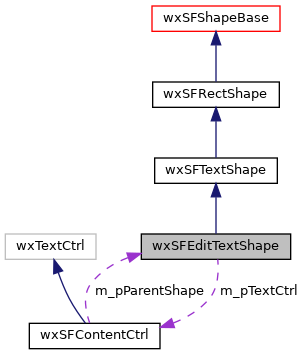 wxSFShapeBase
wxSFRectShape
wxSFTextShape
wxTextCtrl
wxSFEditTextShape
m_pParentShape
m_pTextCtrl
wxSFContentCtrl